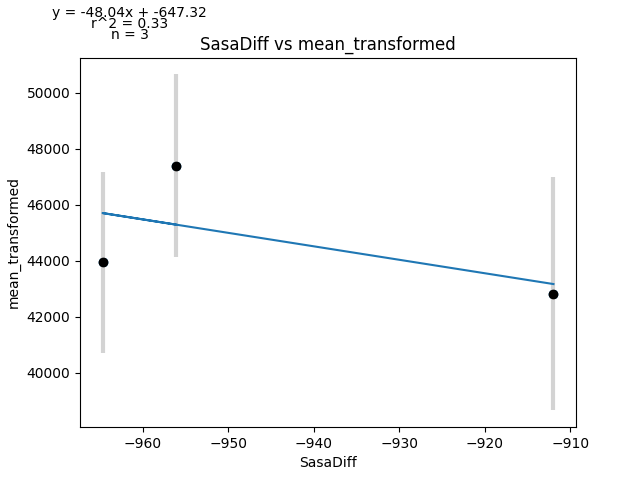 y = -48.04x + -647.32
r^2 = 0.33
n = 3
SasaDiff vs mean_transformed
50000
48000
46000
44000
42000
40000
mean_transformed
−960
−950
−940
−930
−920
−910
SasaDiff